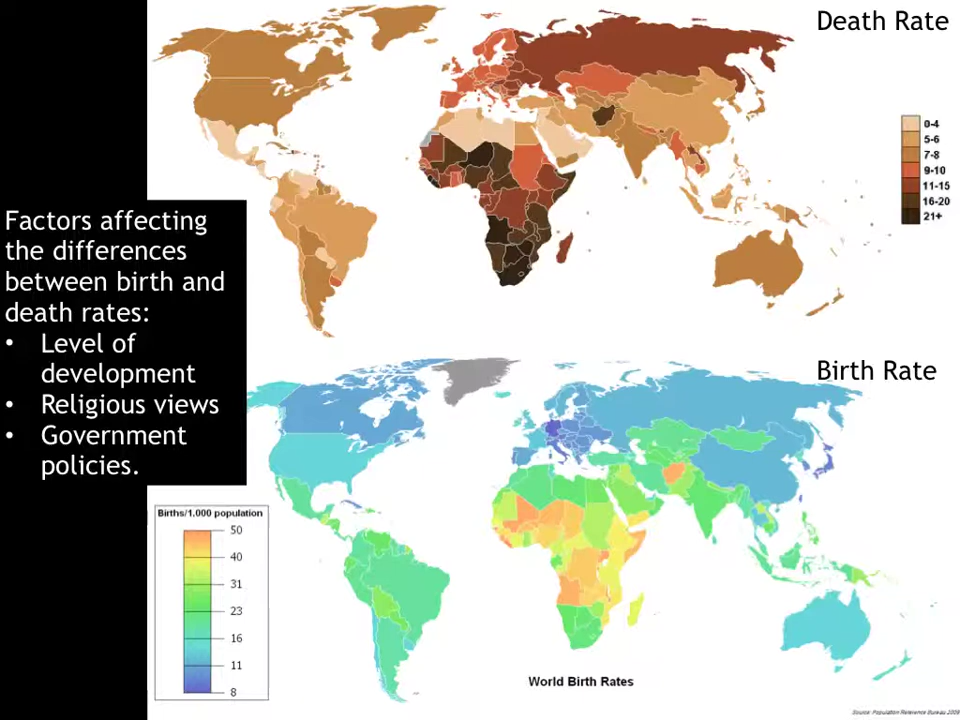 Death Rate
0-4
5-6
7-8
9-10
11-15
16-20
21+
Factors affecting
the differences
between birth and
death rates:
• Level of
development
• Religious views
• Government
policies.
Birth Rate
Births/1,000 population
50
40
31
23
16
11
8
World Birth Rates
Source: Population Reference Bureau 2009